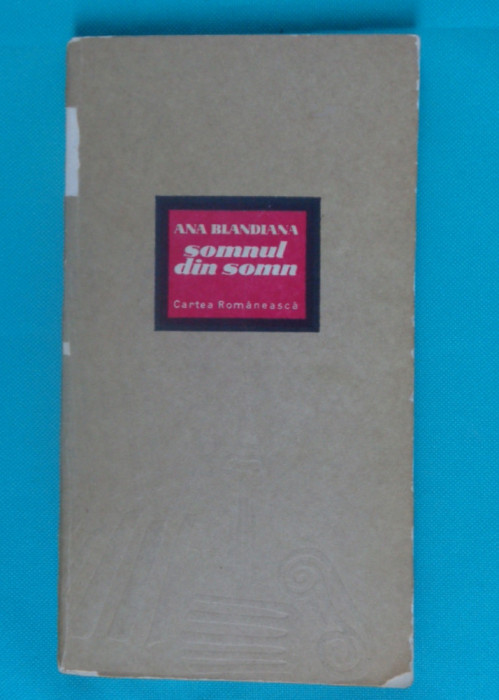 ANA BLANDIANA
somnul
din somn
Cartea Românească